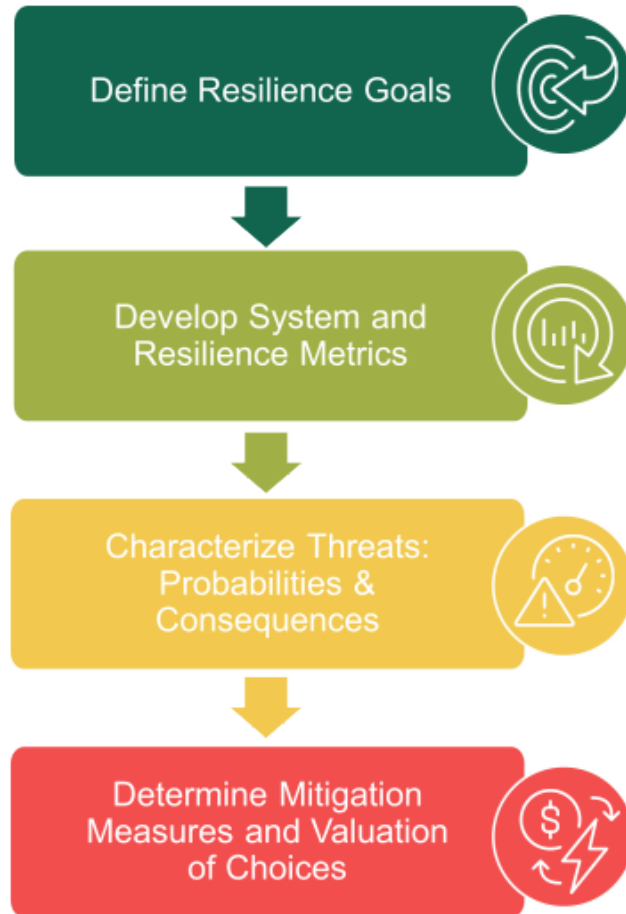 Define Resilience Goals
Develop System and
Resilience Metrics
Characterize Threats:
Probabilities &
Consequences
Determine Mitigation
Measures and Valuation
of Choices
$